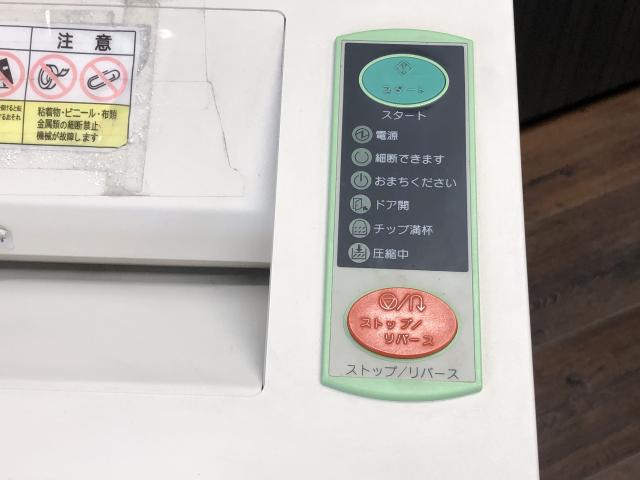 注意
粘着物・ビニール・布類
金属類の細断禁止
機械が故障します
スタート
スタート
電源
細断できます
おまちください
ドア開
チップ満杯
圧縮中
ストップ/
リバース
ストップ/リバース